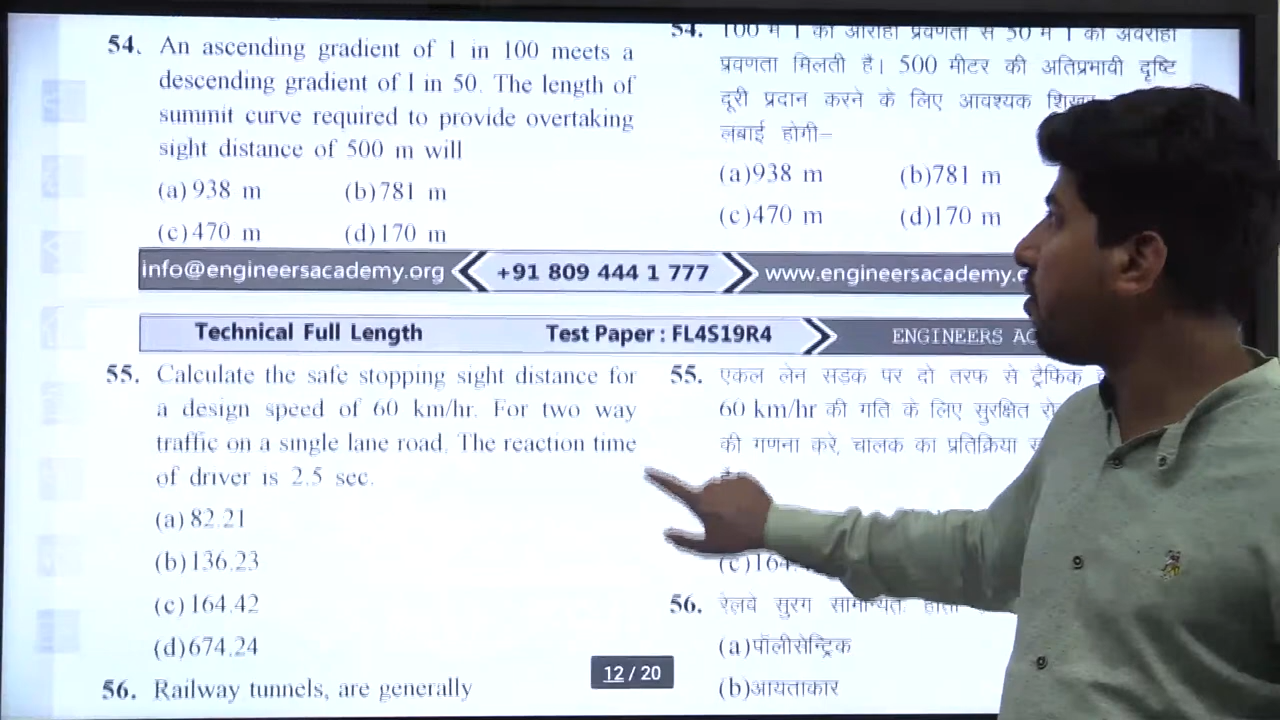 54. An ascending gradient of 1 in 100 meets a
descending gradient of 1 in 50. The length of
summit curve required to provide overtaking
sight distance of 500 m will
(a) 938 m (b) 781 m
(c) 470 m (d) 170 m
54. 100 में 1 की आरोही प्रवणता से 50 में 1 की अवरोही
प्रवणता मिलती है। 500 मीटर की अतिप्रभावी दृष्टि
दूरी प्रदान करने के लिए आवश्यक शिखर
लंबाई होगी–
(a) 938 m (b) 781 m
(c) 470 m (d) 170 m
info@engineersacademy.org +91 809 444 1 777 www.engineersacademy.
Technical Full Length Test Paper : FL4S19R4 ENGINEERS
55. Calculate the safe stopping sight distance for
a design speed of 60 km/hr. For two way
traffic on a single lane road. The reaction time
of driver is 2.5 sec.
(a) 82.21
(b) 136.23
(c) 164.42
(d) 674.24
56. Railway tunnels, are generally
55. एकल लेन सड़क पर दो तरफ से ट्रैफिक
60 km/hr की गति के लिए सुरक्षित
की गणना करे, चालक का प्रतिक्रिया
है।
(c) 164.
56. रेलवे सुरंग सामान्यतः होती
(a) पॉलीसेन्ट्रिक
(b) आयताकार
12 / 20